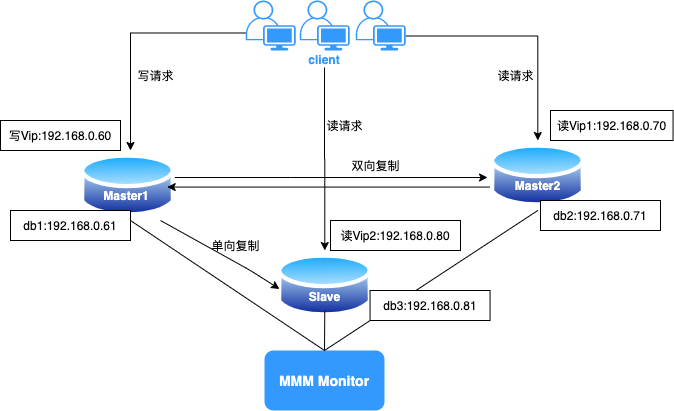 client
写请求
读请求
读请求
写Vip:192.168.0.60
读Vip1:192.168.0.70
双向复制
Master1
Master2
db1:192.168.0.61
db2:192.168.0.71
单向复制
读Vip2:192.168.0.80
Slave
db3:192.168.0.81
MMM Monitor